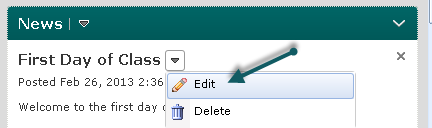 News
First Day of Class
Posted Feb 26, 2013 2:36
Edit
Welcome to the first day
Delete